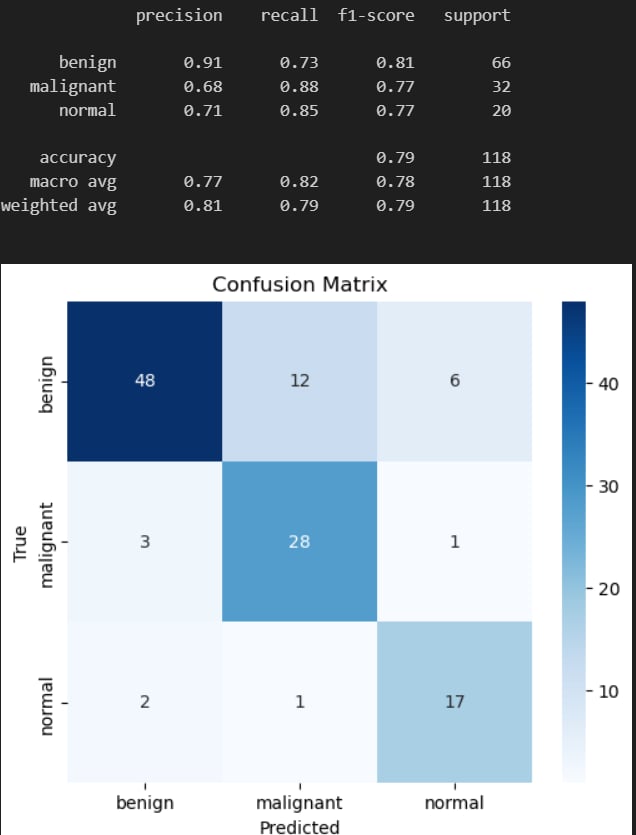 precision recall f1-score support
benign 0.91 0.73 0.81 66
malignant 0.68 0.88 0.77 32
normal 0.71 0.85 0.77 20
accuracy 0.79 118
macro avg 0.77 0.82 0.78 118
weighted avg 0.81 0.79 0.79 118
Confusion Matrix
True
benign 48 12 6
malignant 3 28 1
normal 2 1 17
benign malignant normal
Predicted
40
30
20
10